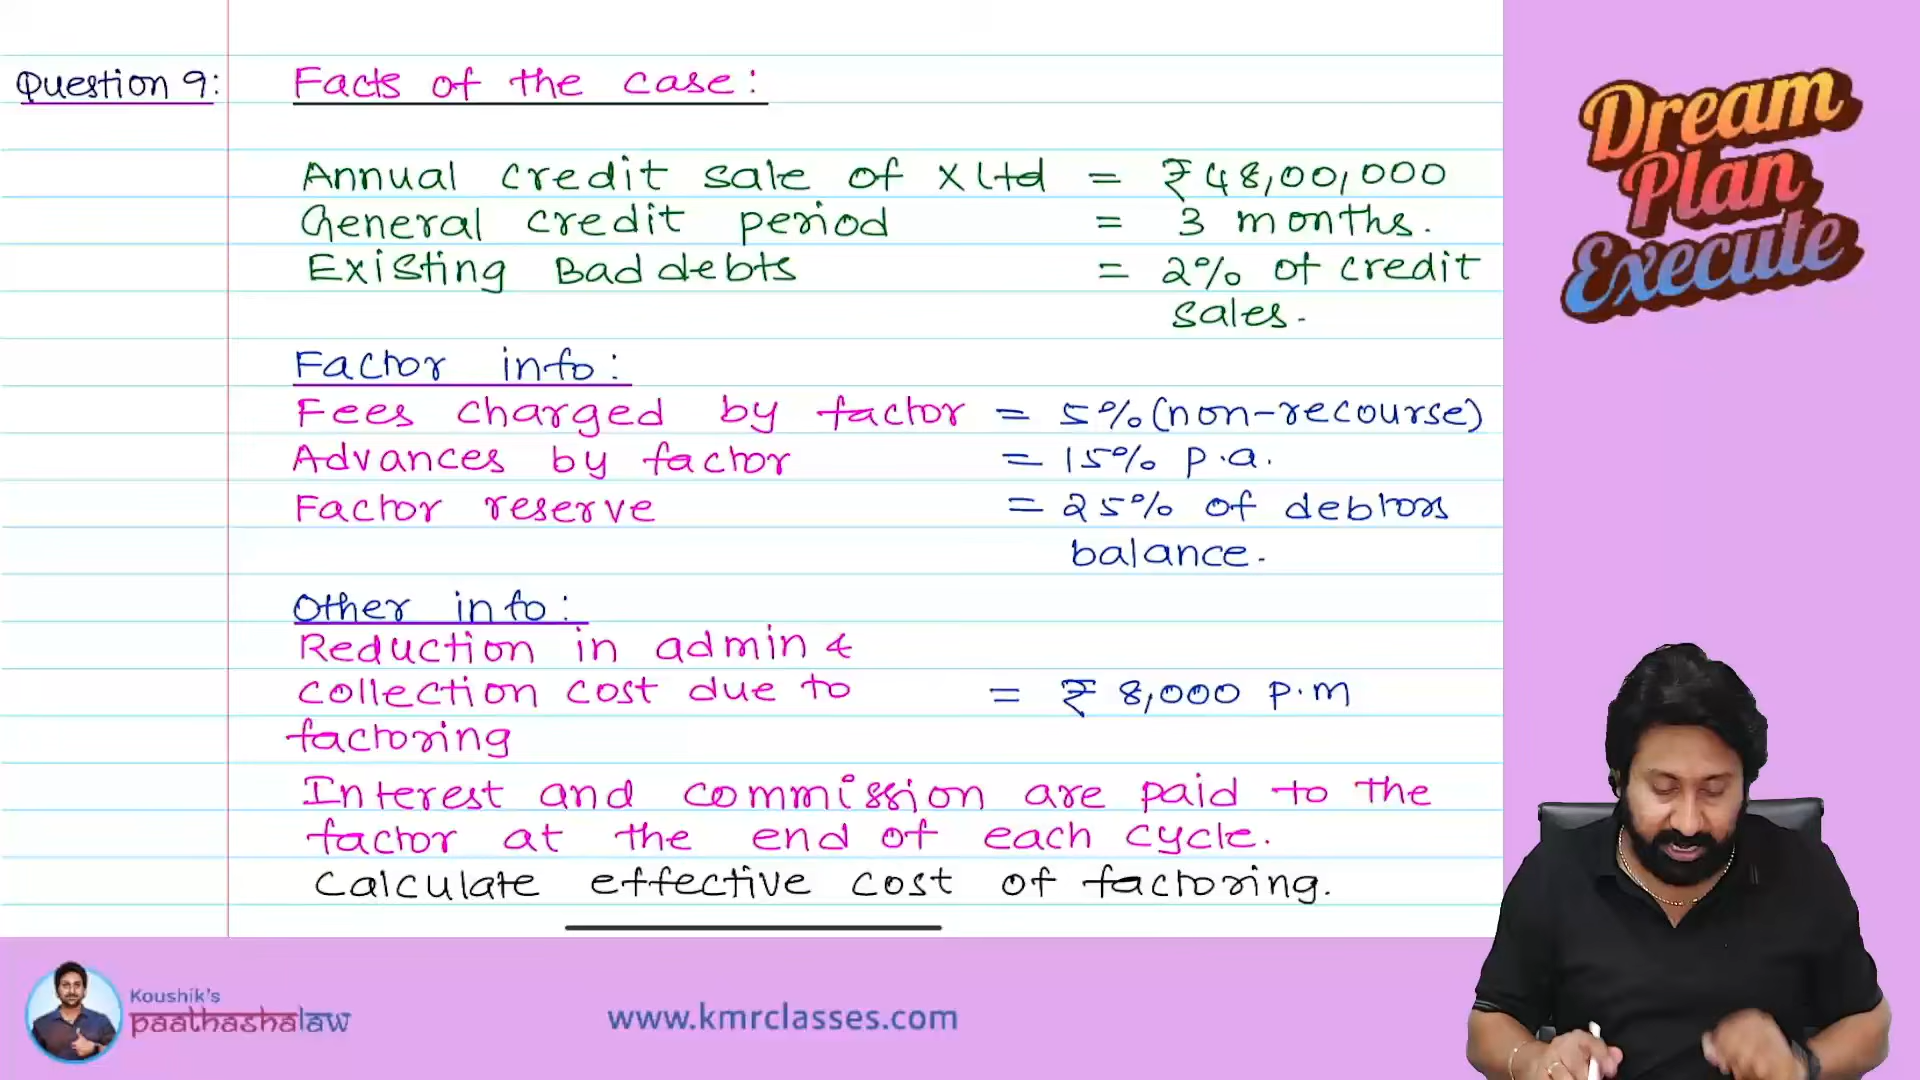 Question 9:
Facts of the case:
Annual credit sale of X Ltd = ₹48,00,000
General credit period = 3 months.
Existing Bad debts = 2% of credit
sales.
Factor info:
Fees charged by factor = 5% (non-recourse)
Advances by factor = 15% p.a.
Factor reserve = 25% of debtors
balance.
Other info:
Reduction in admin &
collection cost due to = ₹ 8,000 p.m
factoring
Interest and commission are paid to the
factor at the end of each cycle.
Calculate effective cost of factoring.
Dream
Plan
Execute
Koushik's
paathashalaw
www.kmrclasses.com